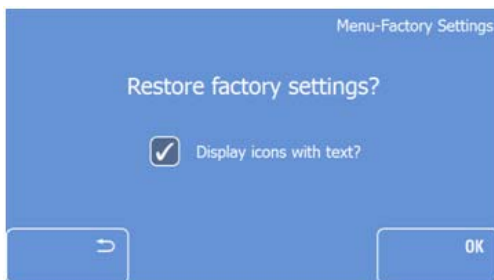 Menu-Factory Settings
Restore factory settings?
Display icons with text?
OK